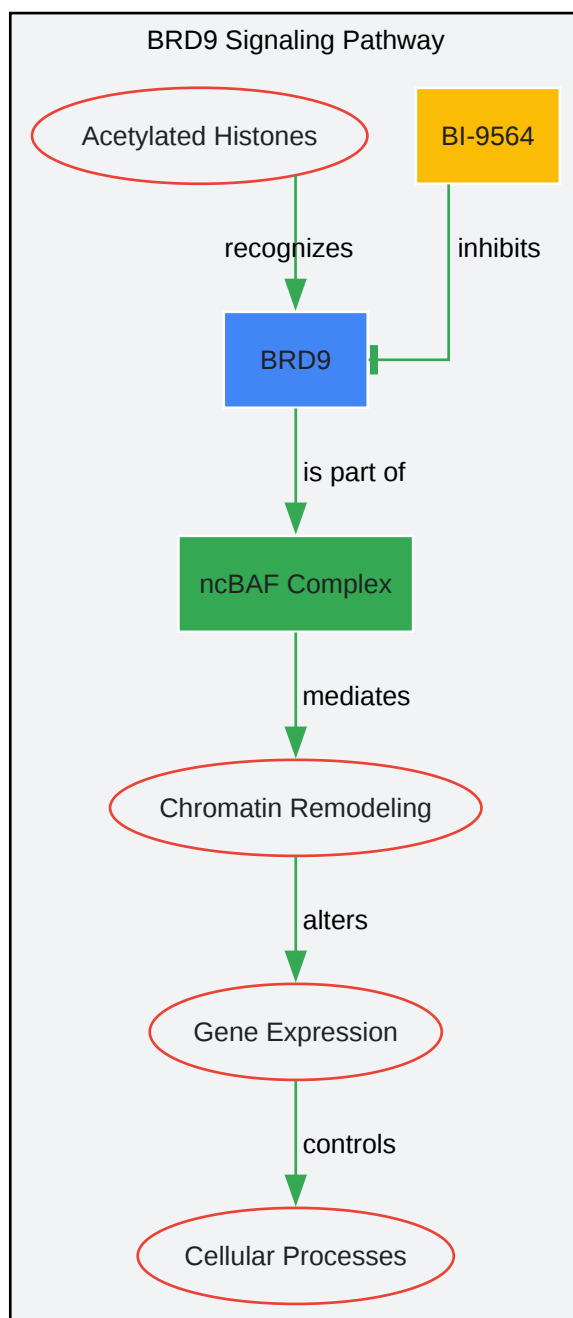 BRD9 Signaling Pathway
Acetylated Histones
BI-9564
recognizes
inhibits
BRD9
is part of
ncBAF Complex
mediates
Chromatin Remodeling
alters
Gene Expression
controls
Cellular Processes